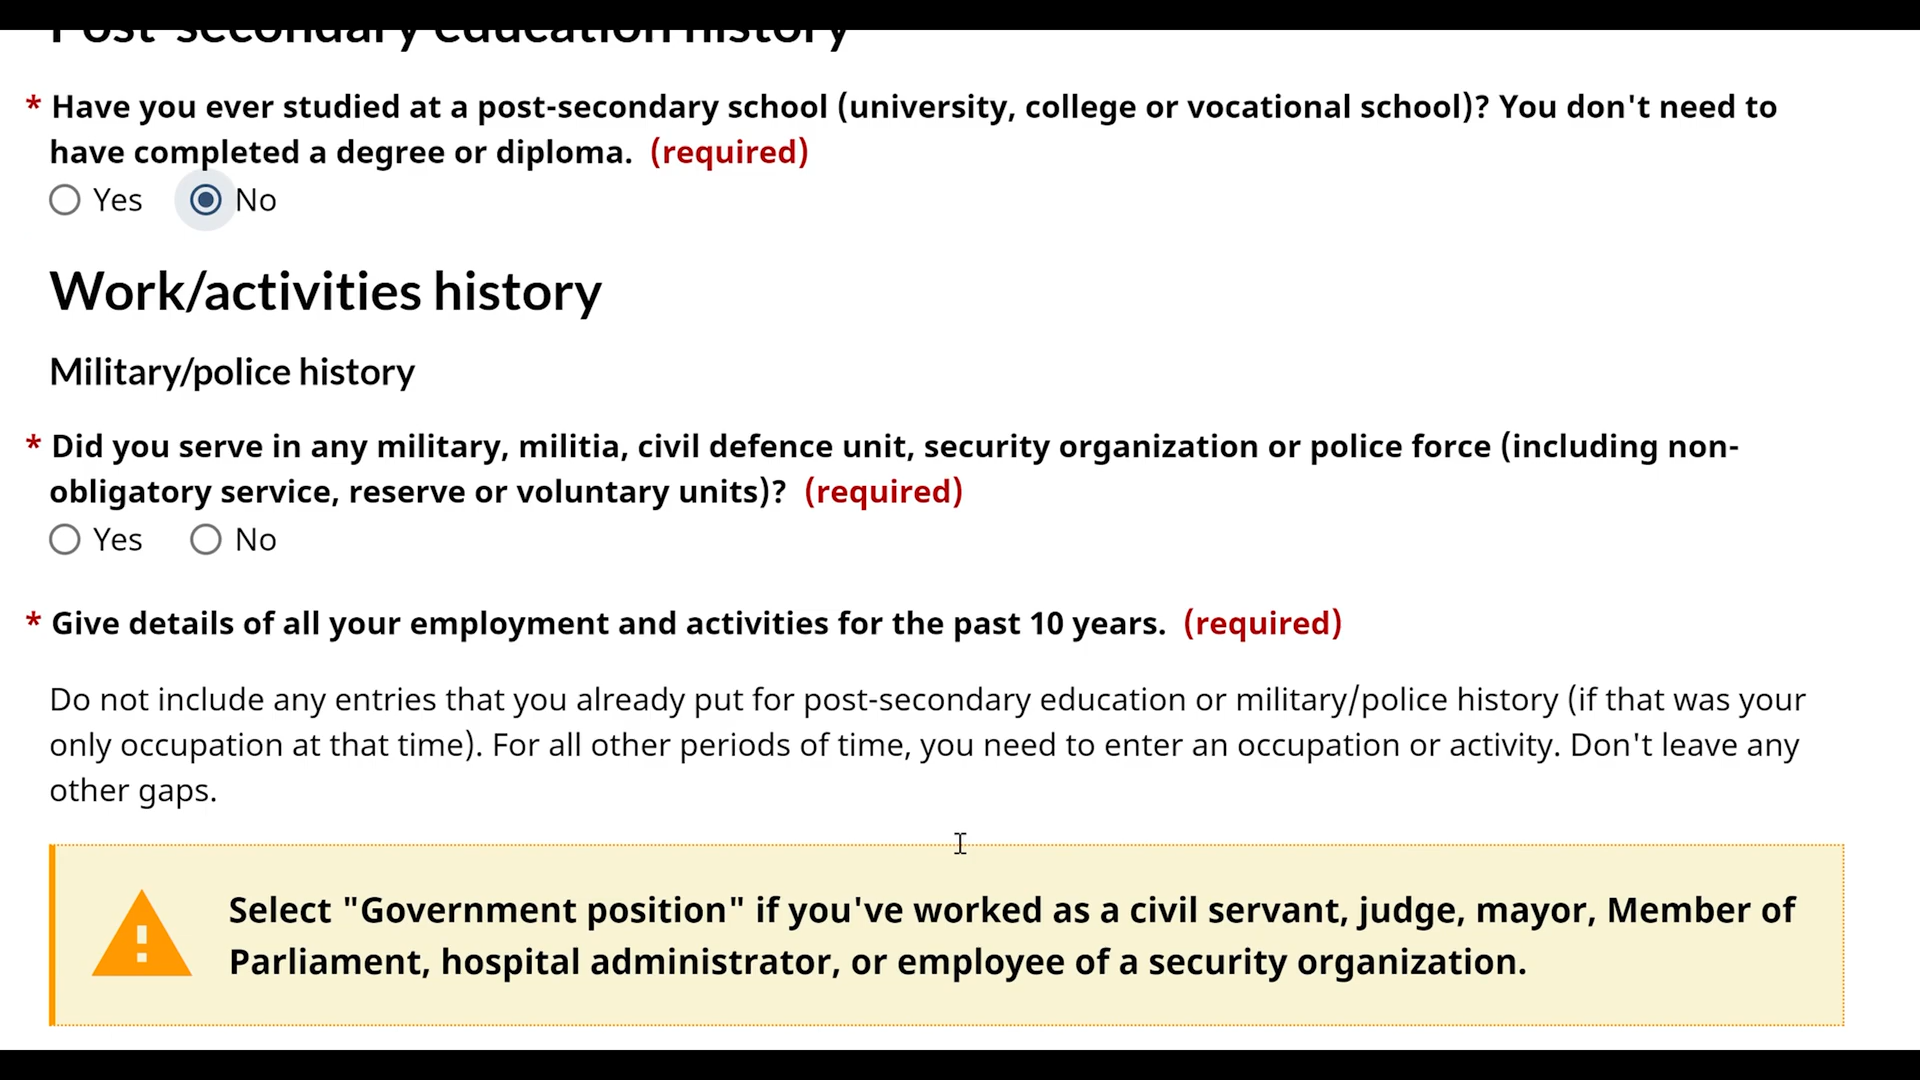 Post-secondary education history
* Have you ever studied at a post-secondary school (university, college or vocational school)? You don't need to
have completed a degree or diploma. (required)
Yes No
Work/activities history
Military/police history
* Did you serve in any military, militia, civil defence unit, security organization or police force (including non-
obligatory service, reserve or voluntary units)? (required)
Yes No
* Give details of all your employment and activities for the past 10 years. (required)
Do not include any entries that you already put for post-secondary education or military/police history (if that was your
only occupation at that time). For all other periods of time, you need to enter an occupation or activity. Don't leave any
other gaps.
Select "Government position" if you've worked as a civil servant, judge, mayor, Member of
Parliament, hospital administrator, or employee of a security organization.